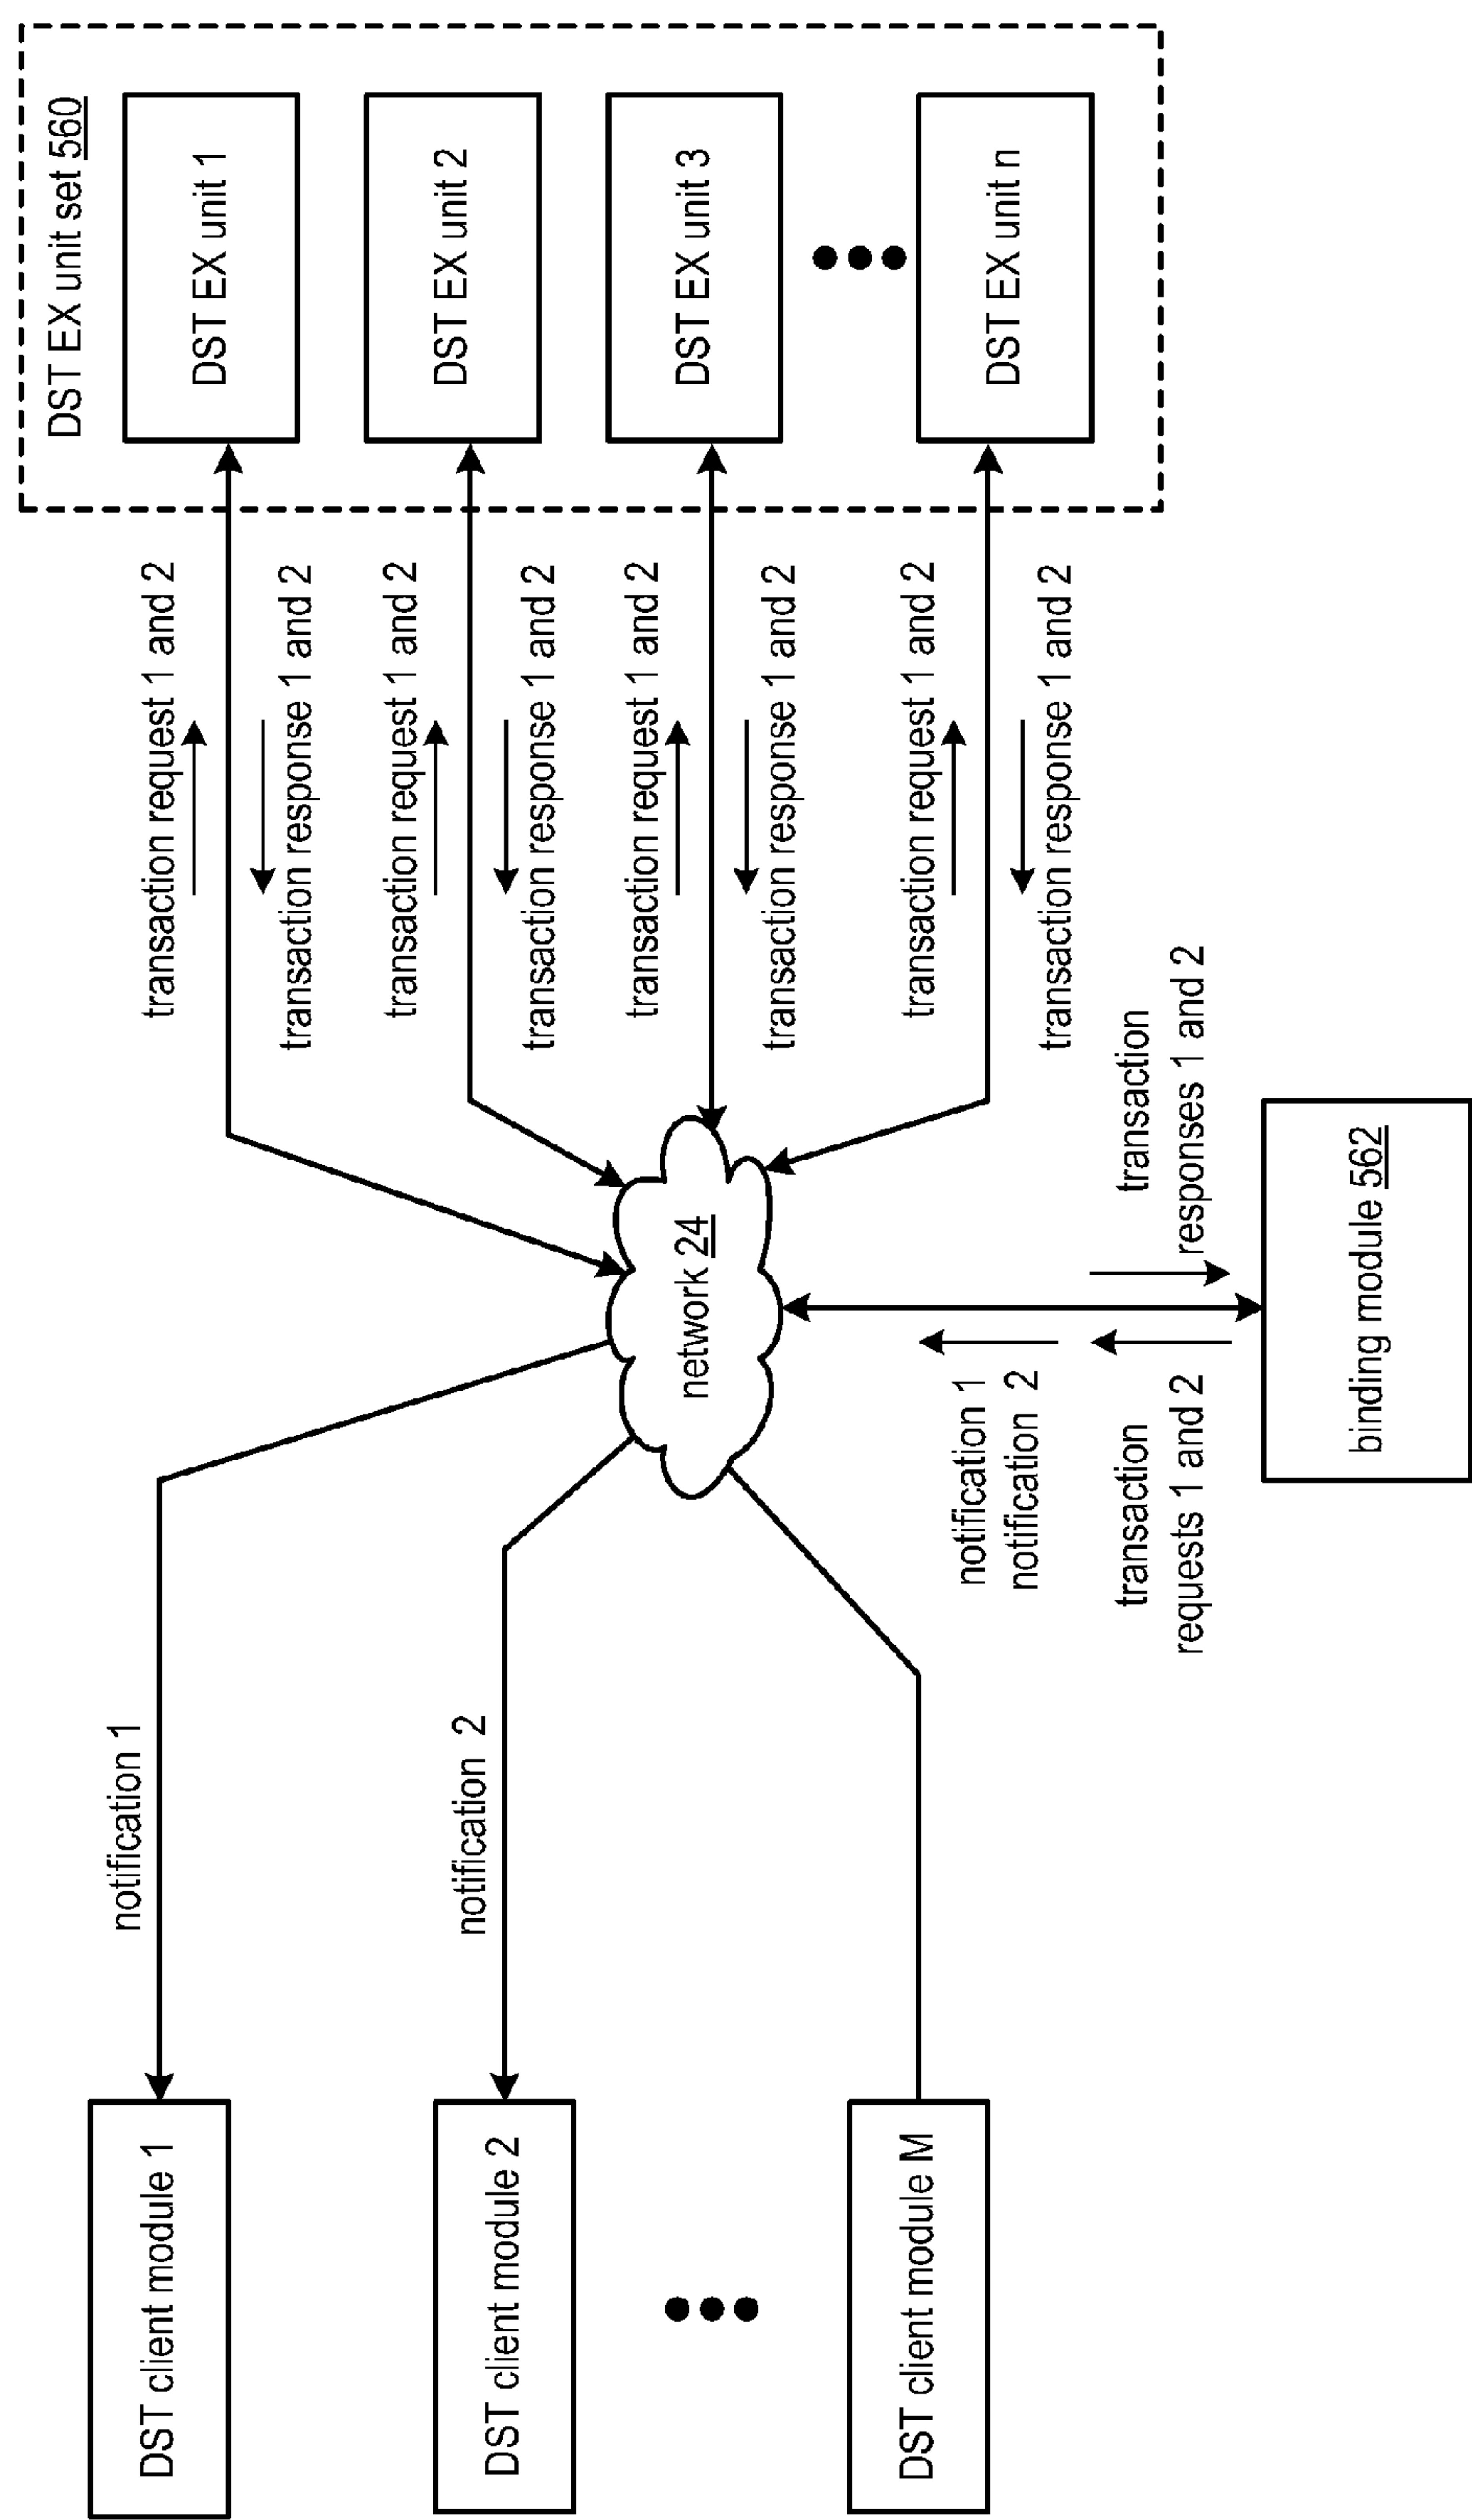 DST client module 1
notification 1
DST client module 2
notification 2
DST client module M
network 24
DST EX unit set 560
transaction request 1 and 2
DST EX unit 1
transaction response 1 and 2
transaction request 1 and 2
DST EX unit 2
transaction response 1 and 2
transaction request 1 and 2
DST EX unit 3
transaction response 1 and 2
transaction request 1 and 2
DST EX unit n
transaction response 1 and 2
notification 1
notification 2
transaction
requests 1 and 2
transaction
responses 1 and 2
binding module 562